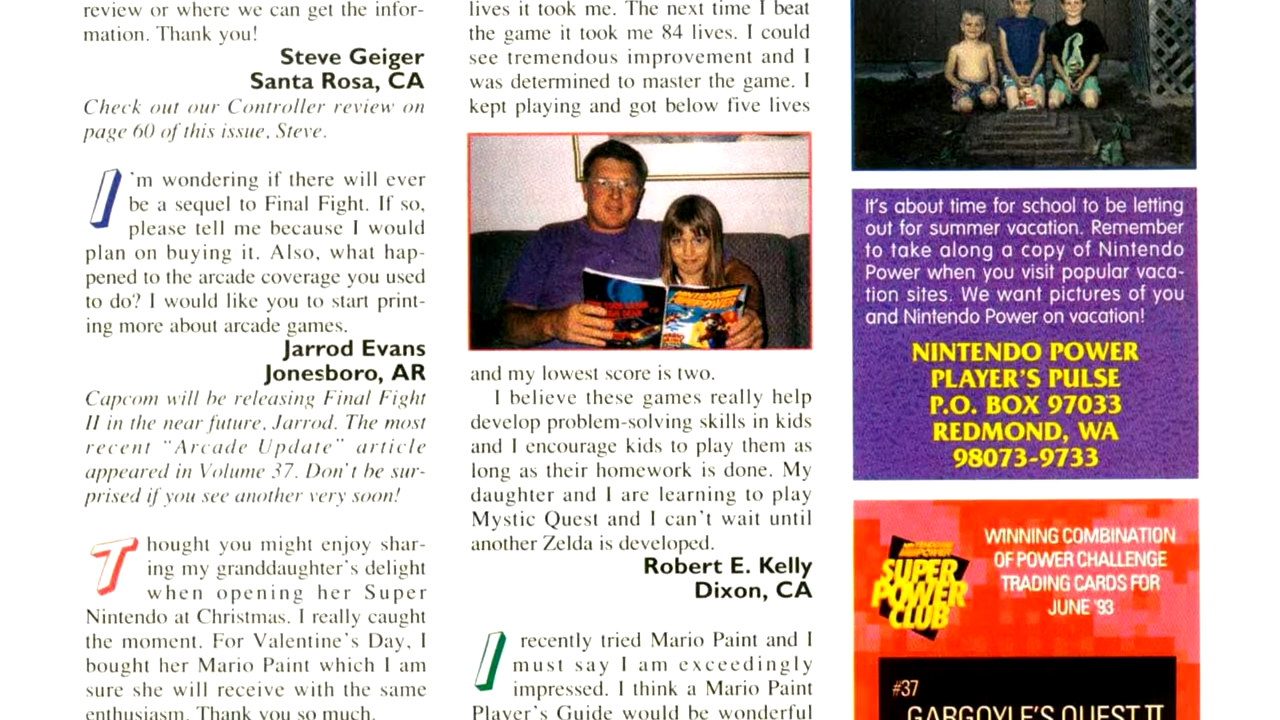 review or where we can get the infor-
mation. Thank you!
Steve Geiger
Santa Rosa, CA
Check out our Controller review on
page 60 of this issue, Steve.
I'm wondering if there will ever
be a sequel to Final Fight. If so,
please tell me because I would
plan on buying it. Also, what hap-
pened to the arcade coverage you used
to do? I would like you to start print-
ing more about arcade games.
Jarrod Evans
Jonesboro, AR
Capcom will be releasing Final Fight
II in the near future, Jarrod. The most
recent "Arcade Update" article
appeared in Volume 37. Don't be sur-
prised if you see another very soon!
Thought you might enjoy shar-
ing my granddaughter's delight
when opening her Super
Nintendo at Christmas. I really caught
the moment. For Valentine's Day, I
bought her Mario Paint which I am
sure she will receive with the same
enthusiasm. Thank you so much.
lives it took me. The next time I beat
the game it took me 84 lives. I could
see tremendous improvement and I
was determined to master the game. I
kept playing and got below five lives
NINTENDO
POWER
and my lowest score is two.
I believe these games really help
develop problem-solving skills in kids
and I encourage kids to play them as
long as their homework is done. My
daughter and I are learning to play
Mystic Quest and I can't wait until
another Zelda is developed.
Robert E. Kelly
Dixon, CA
I recently tried Mario Paint and I
must say I am exceedingly
impressed. I think a Mario Paint
Player's Guide would be wonderful
It's about time for school to be letting
out for summer vacation. Remember
to take along a copy of Nintendo
Power when you visit popular vaca-
tion sites. We want pictures of you
and Nintendo Power on vacation!
NINTENDO POWER
PLAYER'S PULSE
P.O. BOX 97033
REDMOND, WA
98073-9733
NINTENDO
POWER
SUPER
POWER
CLUB
WINNING COMBINATION
OF POWER CHALLENGE
TRADING CARDS FOR
JUNE '93
#37
GARGOYLE'S QUEST II